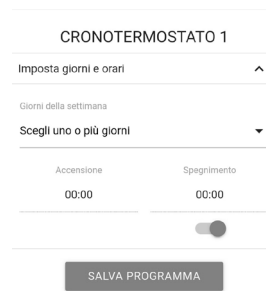 CRONOTERMOSTATO 1
Imposta giorni e orari
Giorni della settimana
Scegli uno o più giorni
Accensione Spegnimento
00:00 00:00
SALVA PROGRAMMA